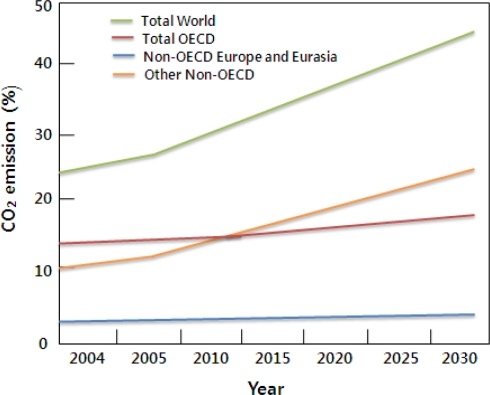 50
40
30
20
10
0
CO₂ emission (%)
Total World
Total OECD
Non-OECD Europe and Eurasia
Other Non-OECD
2004 2005 2010 2015 2020 2025 2030
Year